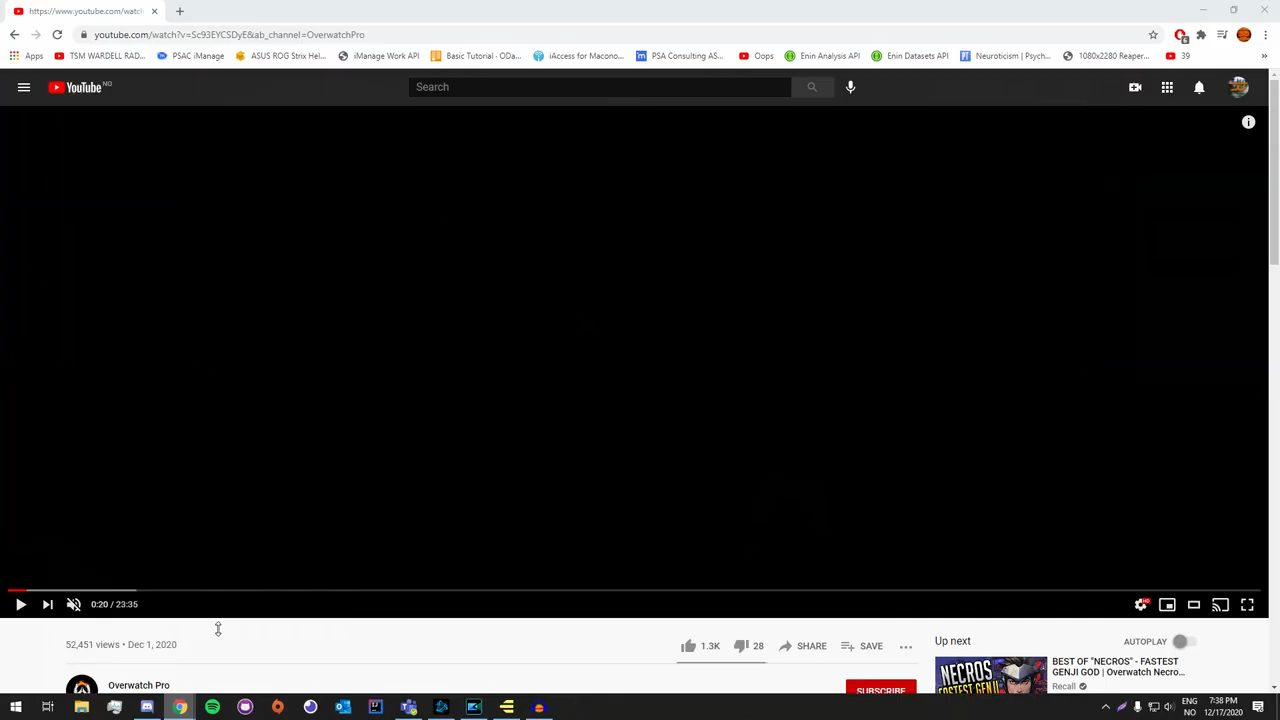 https://www.youtube.com/watch
youtube.com/watch?v=Sc93EYCSDyE&ab_channel=OverwatchPro
Apps
TSM WARDELL RAD...
PSAC iManage
ASUS ROG Strix Hel...
iManage Work API
Basic Tutorial - ODa...
iAccess for Macono...
PSA Consulting AS...
Oops
Enin Analysis API
Enin Datasets API
Neuroticism | Psych...
1080x2280 Reaper...
39
»
YouTube NO
Search
0:20 / 23:35
52,451 views • Dec 1, 2020
1.3K
28
SHARE
SAVE
Up next
AUTOPLAY
NECROS
FASTEST GENJI
BEST OF "NECROS" - FASTEST
GENJI GOD | Overwatch Necro...
Recall
Overwatch Pro
SUBSCRIBE
ENG
NO
7:38 PM
12/17/2020